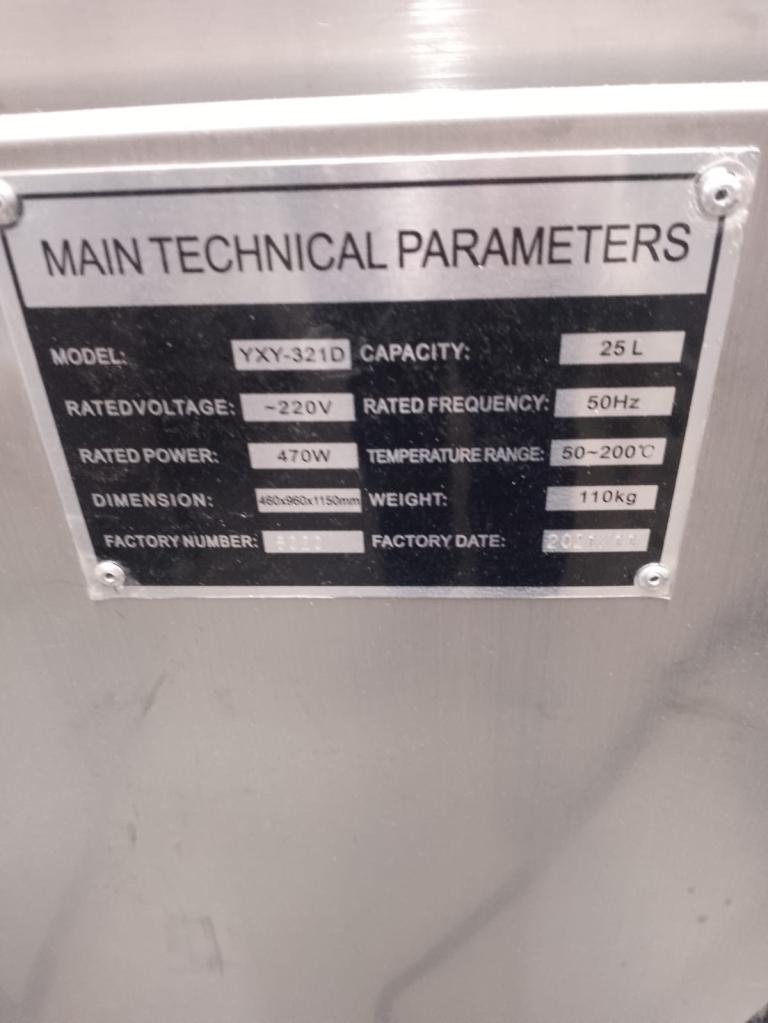 MAIN TECHNICAL PARAMETERS
MODEL: YXY-321D CAPACITY: 25 L
RATEDVOLTAGE: ~220V RATED FREQUENCY: 50Hz
RATED POWER: 470W TEMPERATURE RANGE: 50~200℃
DIMENSION: 460x960x1150mm WEIGHT: 110kg
FACTORY NUMBER: FACTORY DATE: